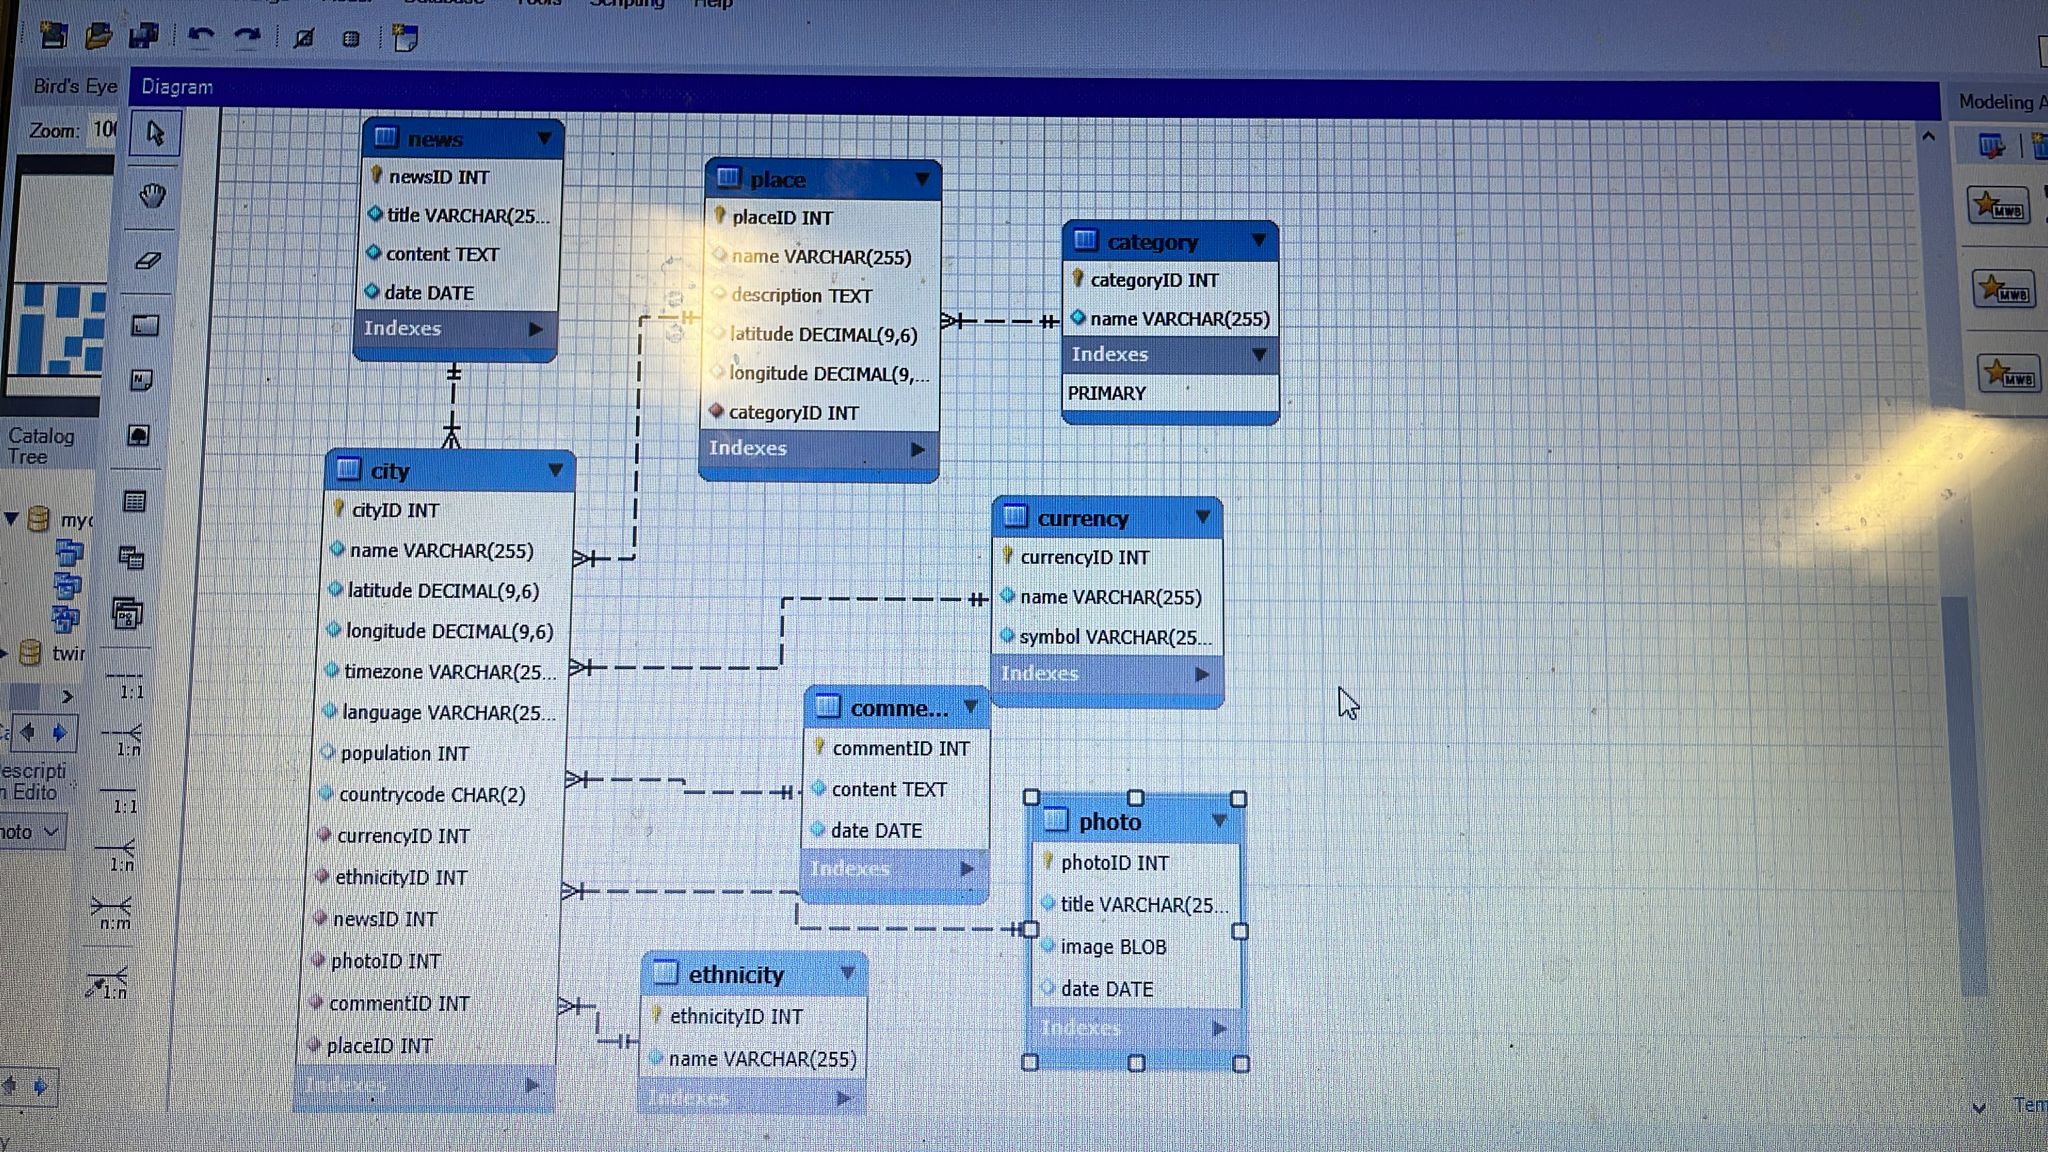 Scripting Help
Bird's Eye
Diagram
Modeling A
Zoom: 100
news
newsID INT
title VARCHAR(25...
content TEXT
date DATE
Indexes
place
placeID INT
name VARCHAR(255)
description TEXT
latitude DECIMAL(9,6)
longitude DECIMAL(9,...
categoryID INT
Indexes
category
categoryID INT
name VARCHAR(255)
Indexes
PRIMARY
MWB
MWB
MWB
Catalog
Tree
twin
city
cityID INT
name VARCHAR(255)
latitude DECIMAL(9,6)
longitude DECIMAL(9,6)
timezone VARCHAR(25...
language VARCHAR(25...
population INT
countrycode CHAR(2)
currencyID INT
ethnicityID INT
newsID INT
photoID INT
commentID INT
placeID INT
Indexes
currency
currencyID INT
name VARCHAR(255)
symbol VARCHAR(25...
Indexes
comme...
commentID INT
content TEXT
date DATE
Indexes
photo
photoID INT
title VARCHAR(25...
image BLOB
date DATE
Indexes
ethnicity
ethnicityID INT
name VARCHAR(255)
Indexes
1:1
1:n
1:1
1:n
n:m
1:n
escripti
n Edito
hoto
Tem